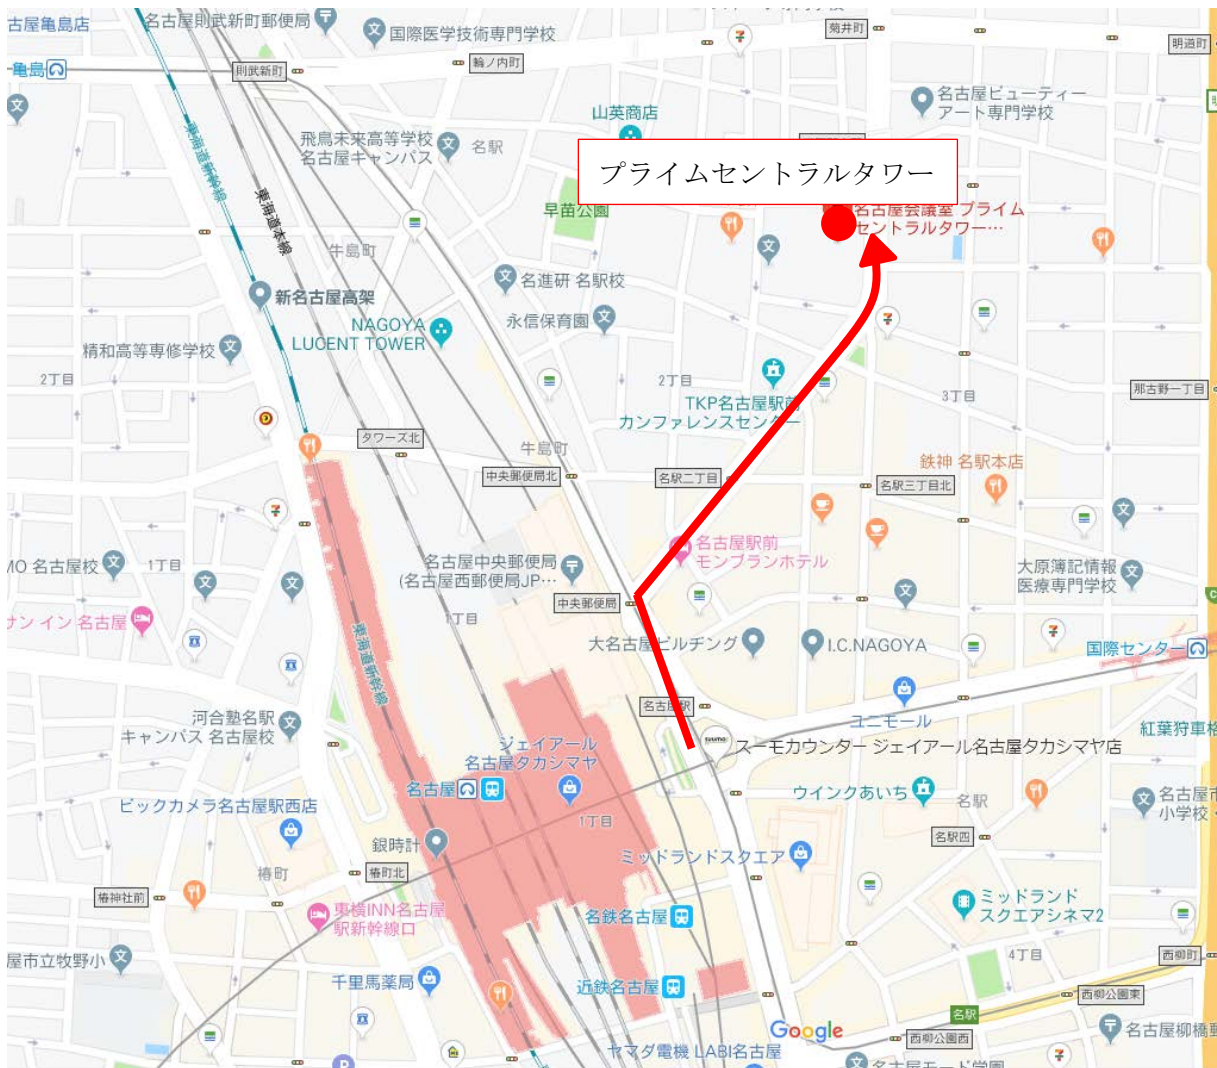 古屋亀島店
名古屋則武新町郵便局
国際医学技術専門学校
菊井町
明道町
亀島
則武新町
輪ノ内町
名古屋ビューティー
アート専門学校
山英商店
飛鳥未来高等学校
名古屋キャンパス
名駅
プライムセントラルタワー
東海道新幹線
東海道本線
早苗公園
名古屋会議室 プライム
セントラルタワー…
牛島町
名進研 名駅校
新名古屋高架
永信保育園
NAGOYA
LUCENT TOWER
精和高等専修学校
2丁目
2丁目
3丁目
那古野一丁目
TKP名古屋駅前
カンファレンスセンター
タワーズ北
牛島町
中央郵便局北
名駅二丁目
名駅三丁目北
鉄神 名駅本店
MO 名古屋校
1丁目
名古屋中央郵便局
(名古屋西郵便局JP…
名古屋駅前
モンブランホテル
大原簿記情報
医療専門学校
中央郵便局
1丁目
サン イン 名古屋
東海道新幹線
大名古屋ビルヂング
I.C.NAGOYA
国際センター
名古屋駅
河合塾名駅
キャンパス 名古屋校
ユニモール
紅葉狩車楼
ジェイアール
名古屋タカシマヤ
suumo
スーモカウンター ジェイアール名古屋タカシマヤ店
名古屋
ウインクあいち
名駅
ビックカメラ名古屋駅西店
1丁目
名古屋市
小学校・
銀時計
名駅四
椿町
椿町北
ミッドランドスクエア
椿神社前
東横INN名古屋
駅新幹線口
名鉄名古屋
ミッドランド
スクエアシネマ2
屋市立牧野小
4丁目
西柳町
千里馬薬局
近鉄名古屋
西柳公園東
名駅
Google
西柳公園西
名古屋柳橋郵
ヤマダ電機 LABI名古屋
名古屋モード学園